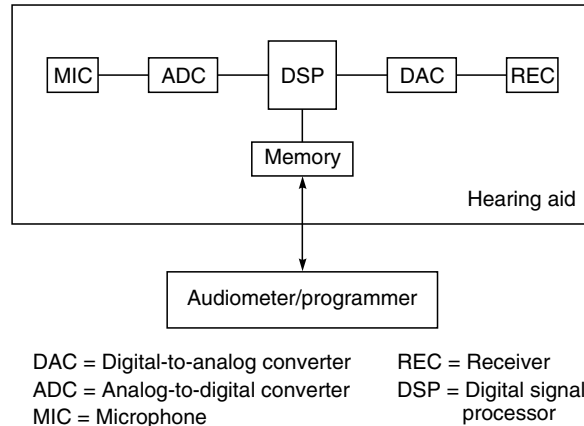 MIC
ADC
DSP
DAC
REC
Memory
Hearing aid
Audiometer/programmer
DAC = Digital-to-analog converter
ADC = Analog-to-digital converter
MIC = Microphone
REC = Receiver
DSP = Digital signal
processor